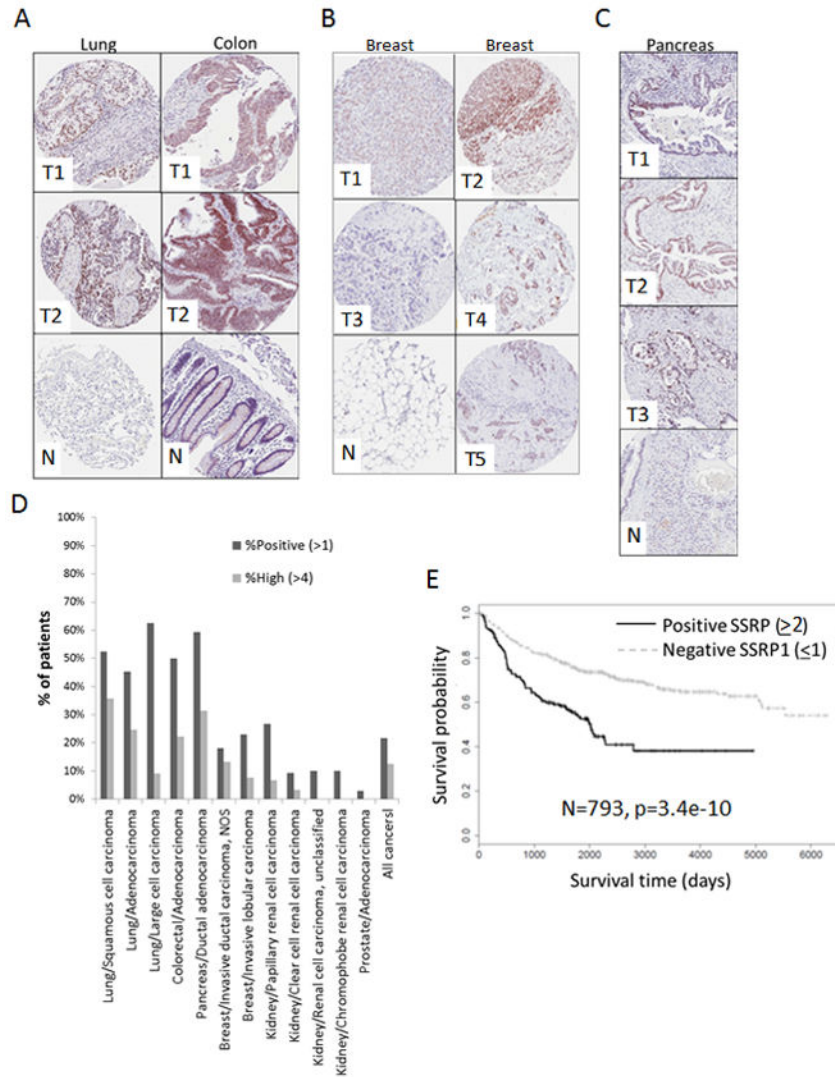 A
Lung
Colon
T1
T1
T2
T2
N
N
B
Breast
Breast
T1
T2
T3
T4
N
T5
C
Pancreas
T1
T2
T3
N
D
100%
90%
80%
70%
60%
50%
40%
30%
20%
10%
0%
% of patients
%Positive (>1)
%High (>4)
Lung/Squamous cell carcinoma
Lung/Adenocarcinoma
Lung/Large cell carcinoma
Colorectal/Adenocarcinoma
Pancreas/Ductal adenocarcinoma
Breast/Invasive ductal carcinoma, NOS
Breast/Invasive lobular carcinoma
Kidney/Papillary renal cell carcinoma
Kidney/Clear cell renal cell carcinoma
Kidney/Renal cell carcinoma, unclassified
Kidney/Chromophobe renal cell carcinoma
Prostate/Adenocarcinoma
All cancersl
E
Positive SSRP (≥2)
Negative SSRP1 (≤1)
Survival probability
1.0
0.8
0.6
0.4
0.2
0.0
N=793, p=3.4e-10
0
1000
2000
3000
4000
5000
6000
Survival time (days)